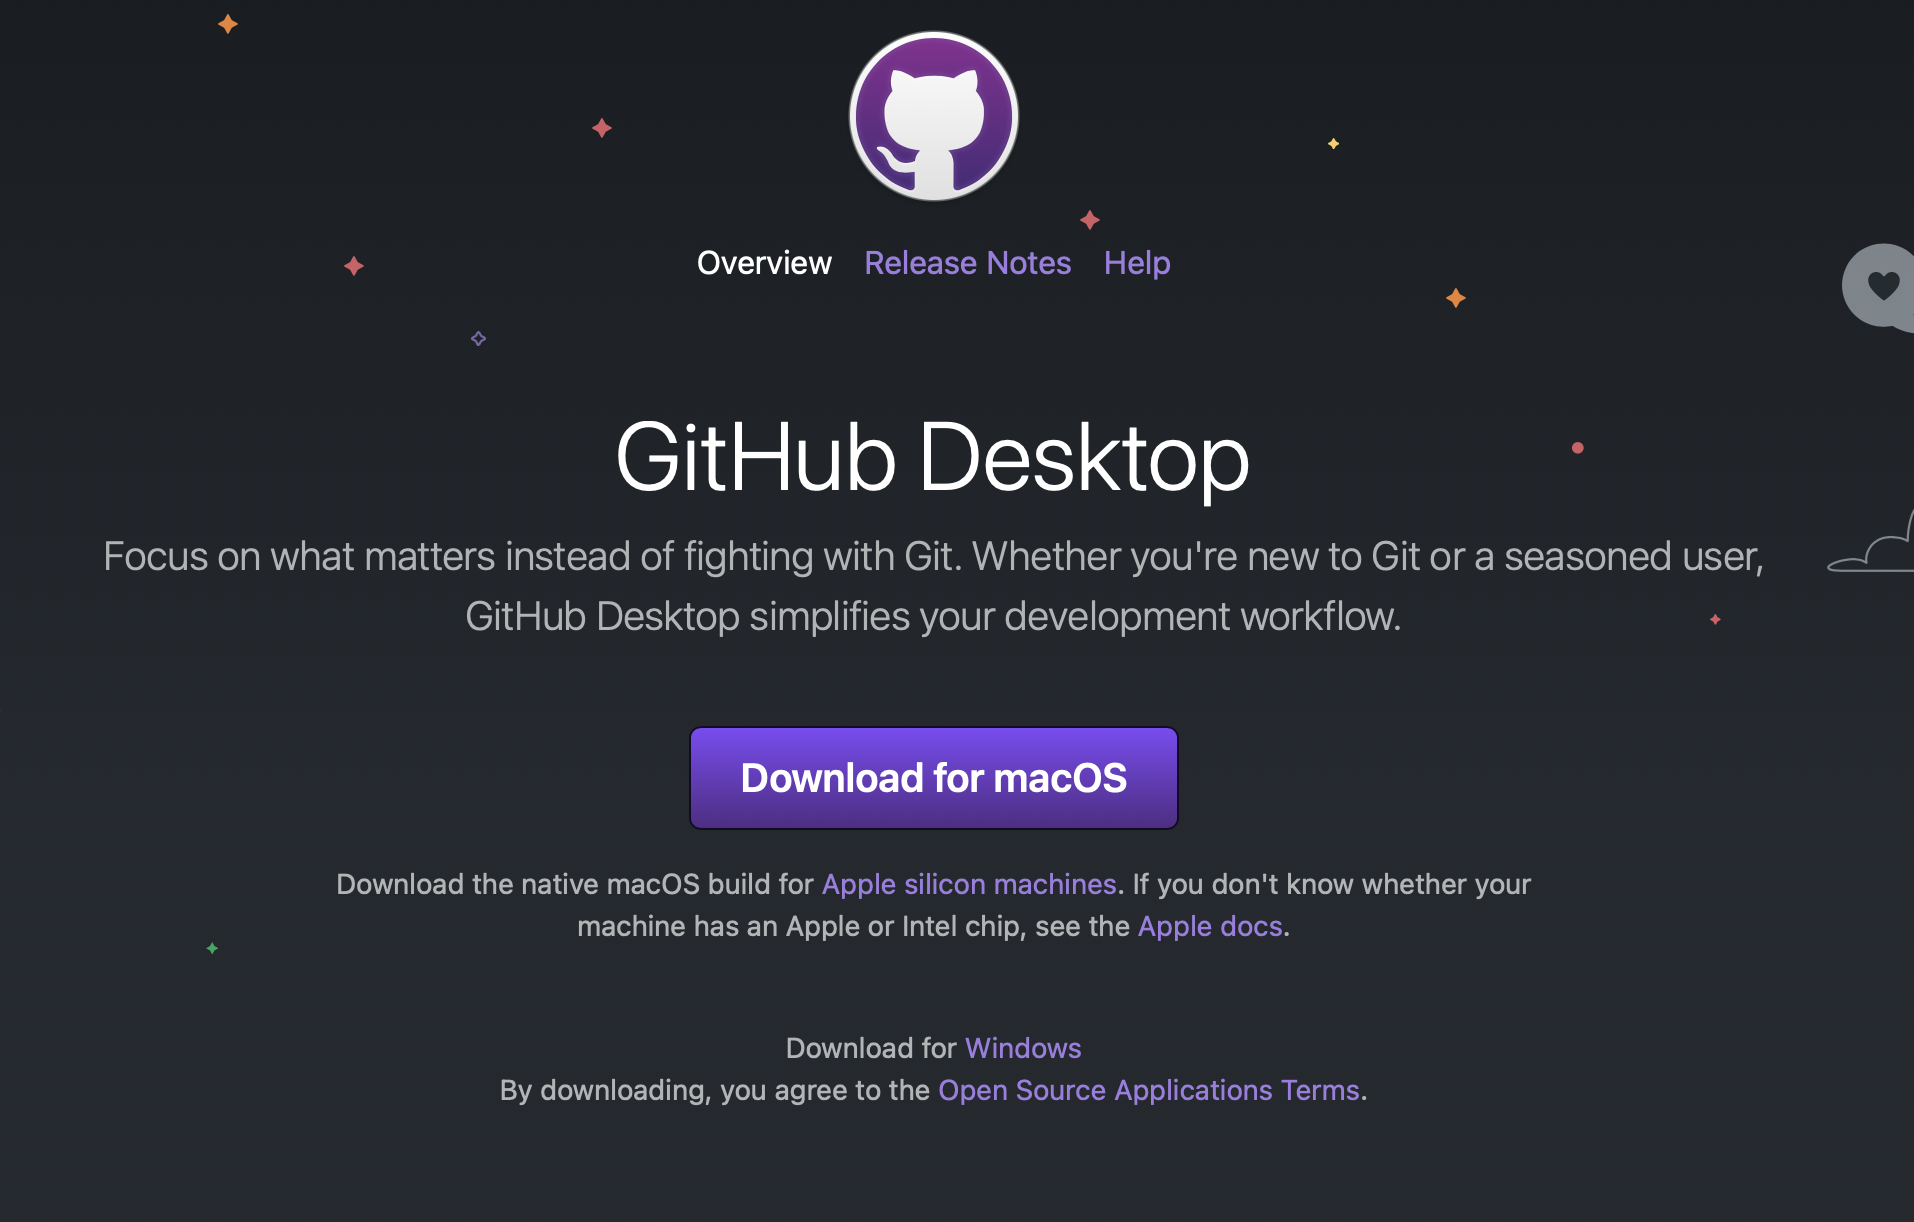 Overview Release Notes Help
GitHub Desktop
Focus on what matters instead of fighting with Git. Whether you're new to Git or a seasoned user,
GitHub Desktop simplifies your development workflow.
Download for macOS
Download the native macOS build for Apple silicon machines. If you don't know whether your
machine has an Apple or Intel chip, see the Apple docs.
Download for Windows
By downloading, you agree to the Open Source Applications Terms.